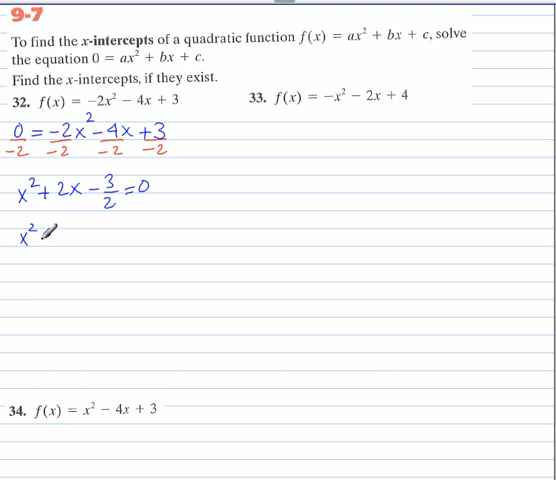 9-7
To find the x-intercepts of a quadratic function f(x) = ax² + bx + c, solve
the equation 0 = ax² + bx + c.
Find the x-intercepts, if they exist.
32. f(x) = −2x² − 4x + 3 33. f(x) = −x² − 2x + 4
0 = -2x² - 4x + 3
-2 -2 -2 -2
x² + 2x - 3/2 = 0
x²
34. f(x) = x² − 4x + 3